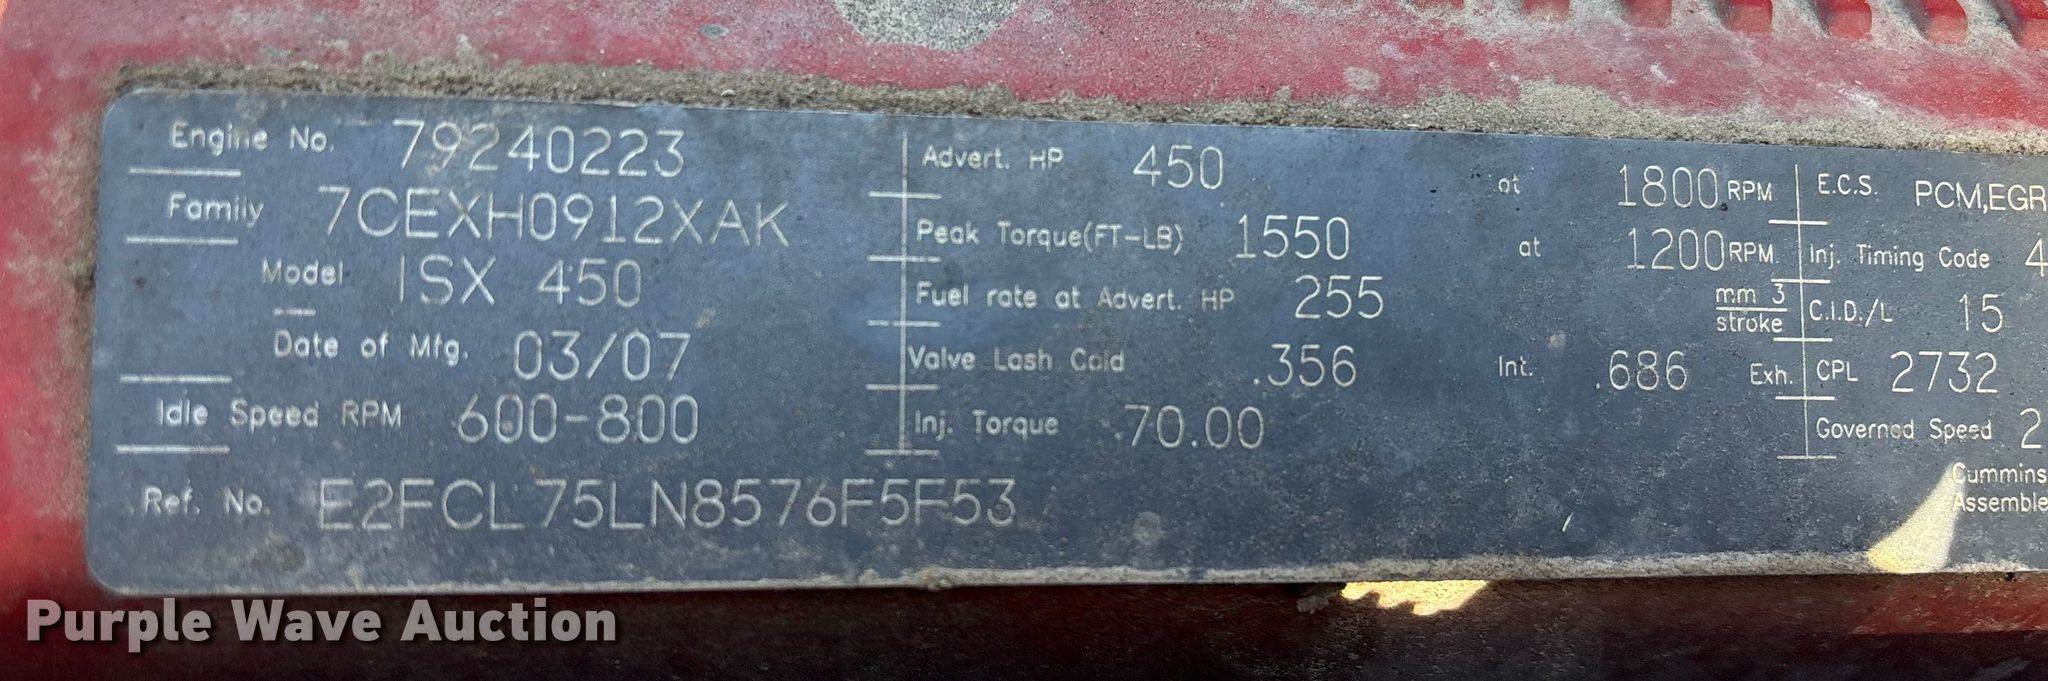 Engine No. 79240223
Family 7CEXH0912XAK
Model ISX 450
Date of Mfg. 03/07
Idle Speed RPM 600-800
Ref. No. E2FCL75LN8576F5F53
Advert. HP 450 at 1800 RPM
Peak Torque(FT-LB) 1550 at 1200 RPM
Fuel rate at Advert. HP 255 mm 3
stroke
Valve Lash Cold .356 Int. .686 Exh.
Inj. Torque 70.00
E.C.S. PCM,EGR
Inj. Timing Code 4
C.I.D./L 15
CPL 2732
Governed Speed 2
Cummins
Assemble
Purple Wave Auction